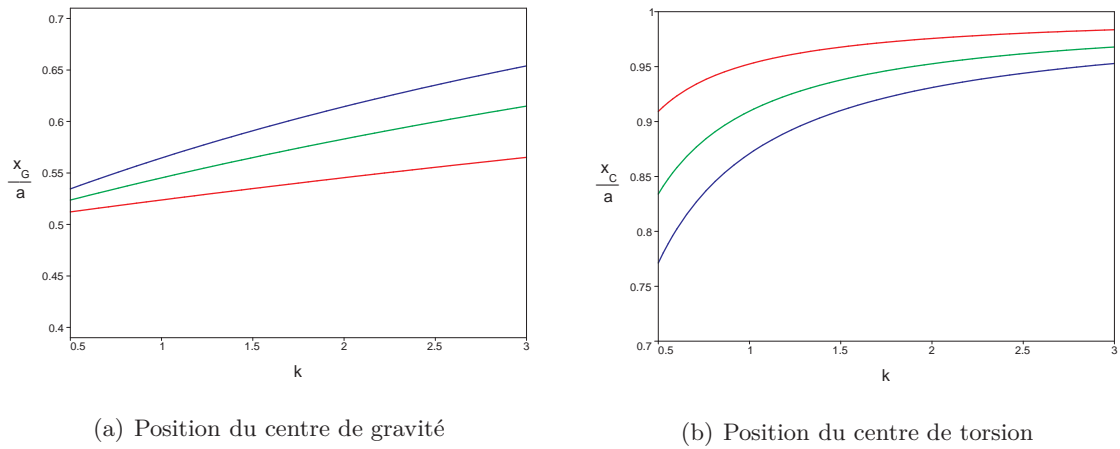 0.7
0.65
0.6
0.55
0.5
0.45
0.4
x_G
a
0.5 1 1.5 2 2.5 3
k
(a) Position du centre de gravité
1
0.95
0.9
0.85
0.8
0.75
0.7
x_C
a
0.5 1 1.5 2 2.5 3
k
(b) Position du centre de torsion